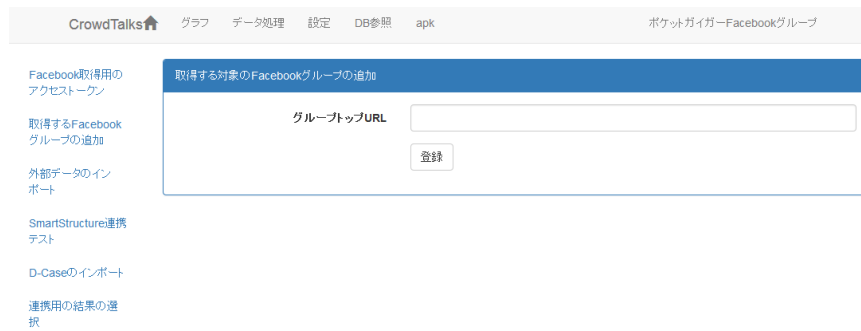 CrowdTalks グラフ データ処理 設定 DB参照 apk ポケットガイガーFacebookグループ
Facebook取得用の
アクセストークン
取得するFacebook
グループの追加
外部データのイン
ポート
SmartStructure連携
テスト
D-Caseのインポート
連携用の結果の選
択
取得する対象のFacebookグループの追加
グループトップURL
登録